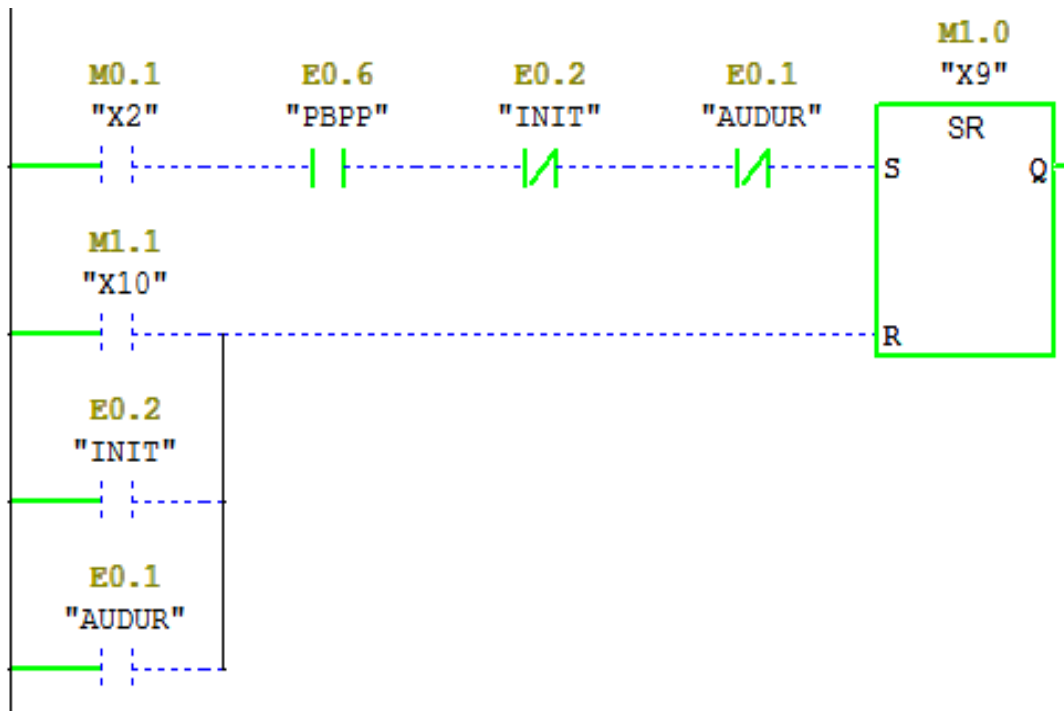 M1.0
M0.1 E0.6 E0.2 E0.1 "X9"
"X2" "PBPP" "INIT" "AUDUR" SR
S Q
M1.1
"X10"
R
E0.2
"INIT"
E0.1
"AUDUR"